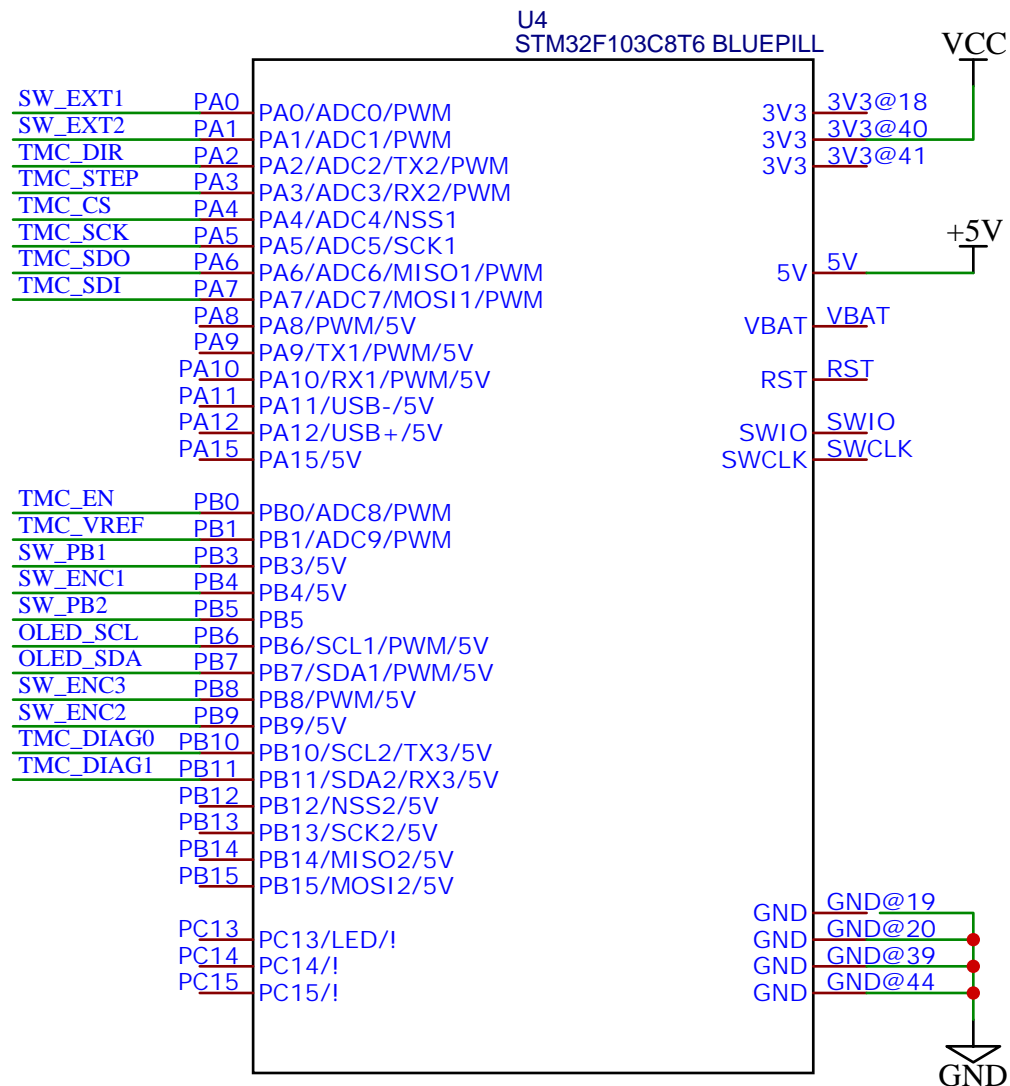 U4
STM32F103C8T6 BLUEPILL
VCC
SW_EXT1 PA0 PA0/ADC0/PWM 3V3 3V3@18
SW_EXT2 PA1 PA1/ADC1/PWM 3V3 3V3@40
TMC_DIR PA2 PA2/ADC2/TX2/PWM 3V3 3V3@41
TMC_STEP PA3 PA3/ADC3/RX2/PWM
TMC_CS PA4 PA4/ADC4/NSS1
TMC_SCK PA5 PA5/ADC5/SCK1
+5V
TMC_SDO PA6 PA6/ADC6/MISO1/PWM 5V 5V
TMC_SDI PA7 PA7/ADC7/MOSI1/PWM
PA8 PA8/PWM/5V VBAT VBAT
PA9 PA9/TX1/PWM/5V
PA10 PA10/RX1/PWM/5V RST RST
PA11 PA11/USB-/5V
PA12 PA12/USB+/5V SWIO SWIO
PA15 PA15/5V SWCLK SWCLK
TMC_EN PB0 PB0/ADC8/PWM
TMC_VREF PB1 PB1/ADC9/PWM
SW_PB1 PB3 PB3/5V
SW_ENC1 PB4 PB4/5V
SW_PB2 PB5 PB5
OLED_SCL PB6 PB6/SCL1/PWM/5V
OLED_SDA PB7 PB7/SDA1/PWM/5V
SW_ENC3 PB8 PB8/PWM/5V
SW_ENC2 PB9 PB9/5V
TMC_DIAG0 PB10 PB10/SCL2/TX3/5V
TMC_DIAG1 PB11 PB11/SDA2/RX3/5V
PB12 PB12/NSS2/5V
PB13 PB13/SCK2/5V
PB14 PB14/MISO2/5V
PB15 PB15/MOSI2/5V
GND GND@19
PC13 PC13/LED/! GND GND@20
PC14 PC14/! GND GND@39
PC15 PC15/! GND GND@44
GND